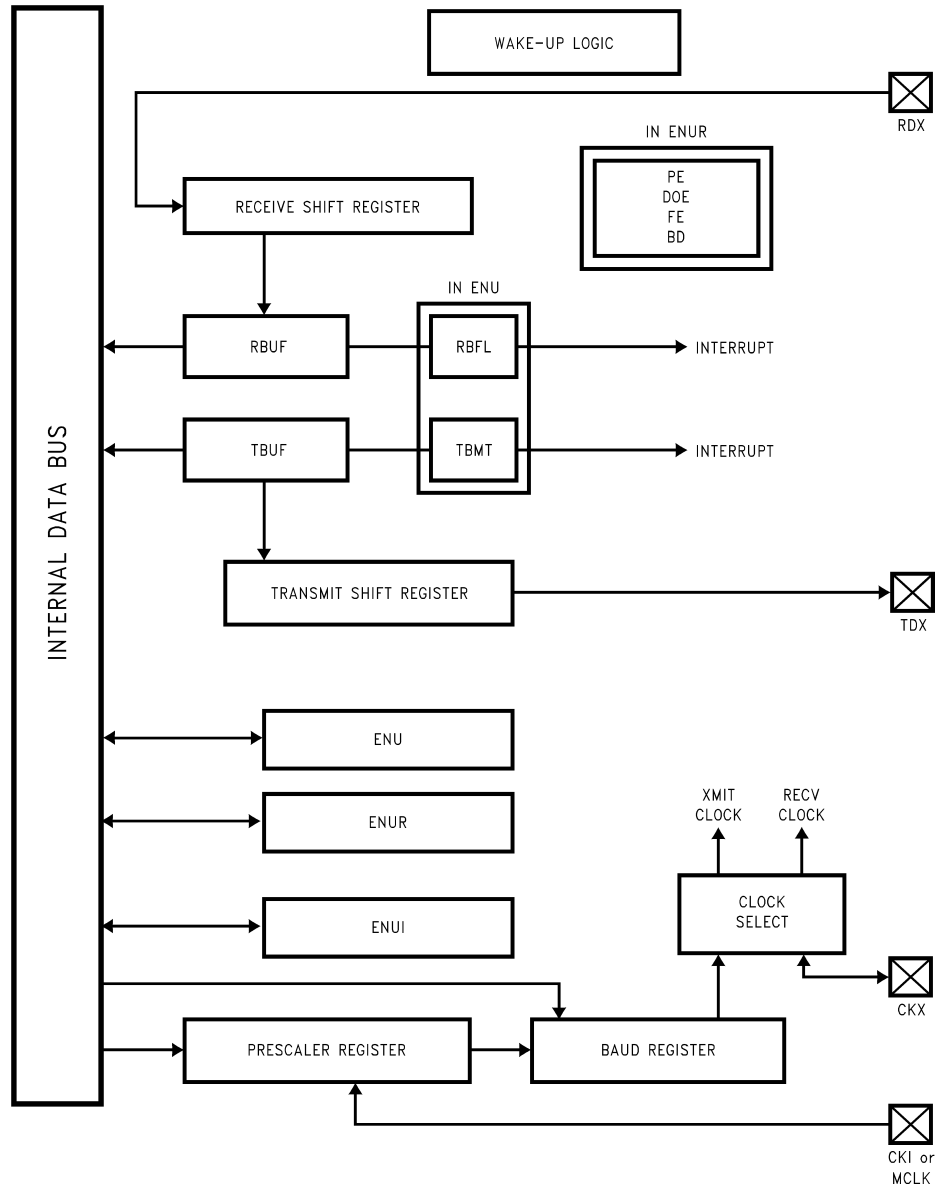 WAKE-UP LOGIC
RDX
IN ENUR
PE
DOE
FE
BD
RECEIVE SHIFT REGISTER
IN ENU
RBUF
RBFL
INTERRUPT
TBUF
TBMT
INTERRUPT
INTERNAL DATA BUS
TRANSMIT SHIFT REGISTER
TDX
ENU
XMIT
CLOCK
RECV
CLOCK
ENUR
CLOCK
SELECT
ENUI
CKX
PRESCALER REGISTER
BAUD REGISTER
CKI or
MCLK